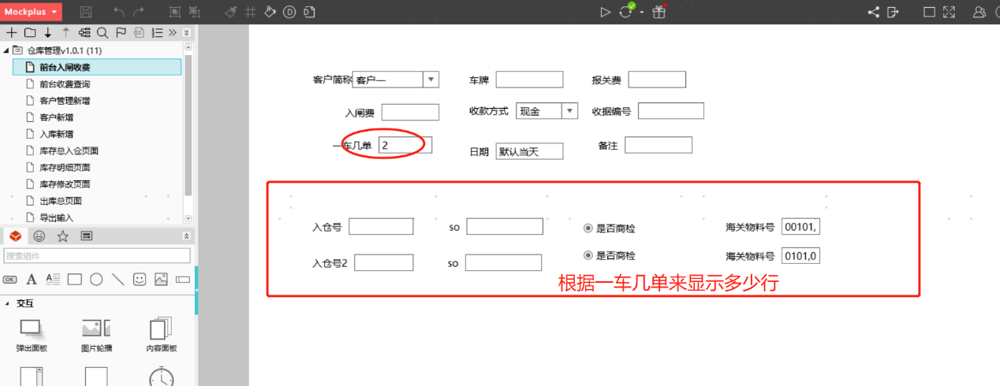 Mockplus
仓库管理v1.0.1 (11)
前台入闸收费
前台收费查询
客户管理新增
客户新增
入库新增
库存总入仓页面
库存明细页面
库存修改页面
出库总页面
导出输入
搜索组件
OK
交互
弹出面板
图片轮播
内容面板
客户简称 客户一
车牌
报关费
入闸费
收款方式 现金
收据编号
一车几单 2
日期 默认当天
备注
入仓号
so
是否商检
海关物料号 00101,
入仓号2
so
是否商检
海关物料号 0101,0
根据一车几单来显示多少行